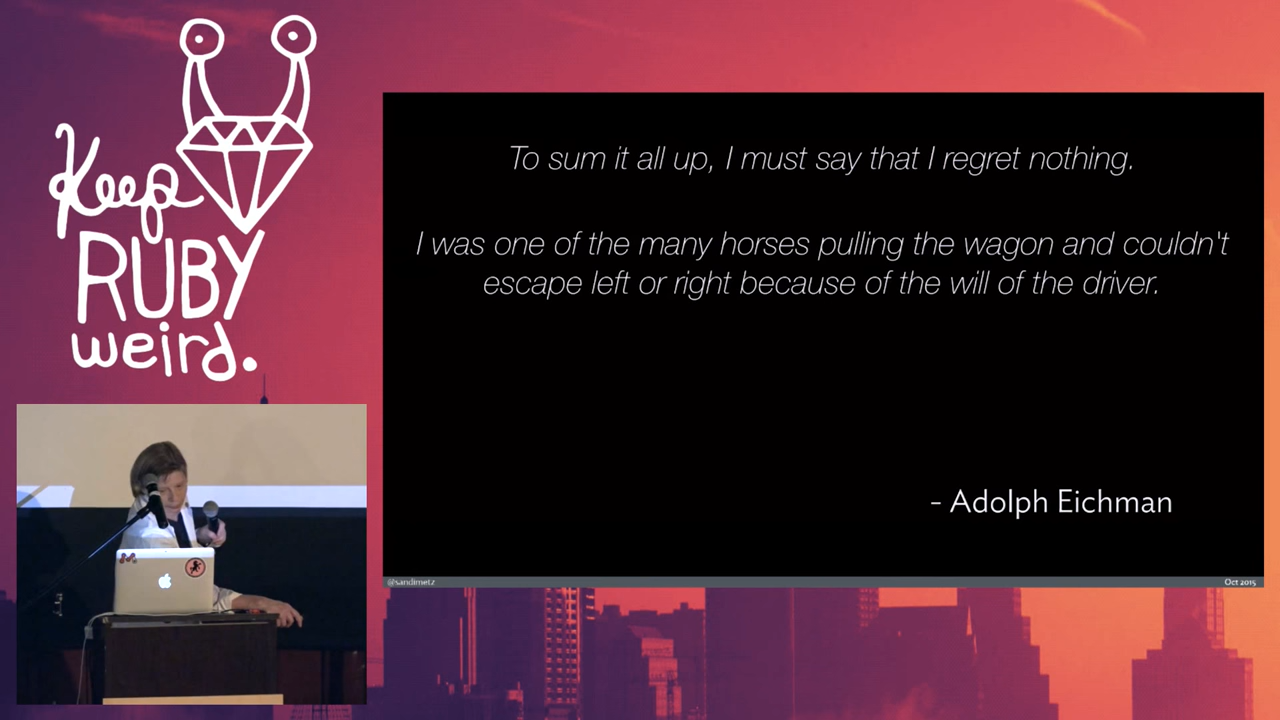 Keep
RUBY
weird.
To sum it all up, I must say that I regret nothing.
I was one of the many horses pulling the wagon and couldn't
escape left or right because of the will of the driver.
- Adolph Eichman
@sandimetz
Oct 2015